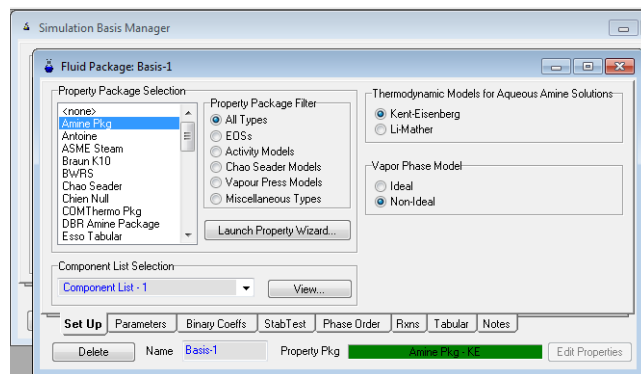 Simulation Basis Manager
Fluid Package: Basis-1
Property Package Selection
<none>
Amine Pkg
Antoine
ASME Steam
Braun K10
BWRS
Chao Seader
Chien Null
COMThermo Pkg
DBR Amine Package
Esso Tabular
Property Package Filter
All Types
EOSs
Activity Models
Chao Seader Models
Vapour Press Models
Miscellaneous Types
Launch Property Wizard...
Component List Selection
Component List - 1
View...
Thermodynamic Models for Aqueous Amine Solutions
Kent-Eisenberg
Li-Mather
Vapor Phase Model
Ideal
Non-Ideal
Set Up Parameters Binary Coeffs StabTest Phase Order Rxns Tabular Notes
Delete Name Basis-1 Property Pkg Amine Pkg - KE Edit Properties